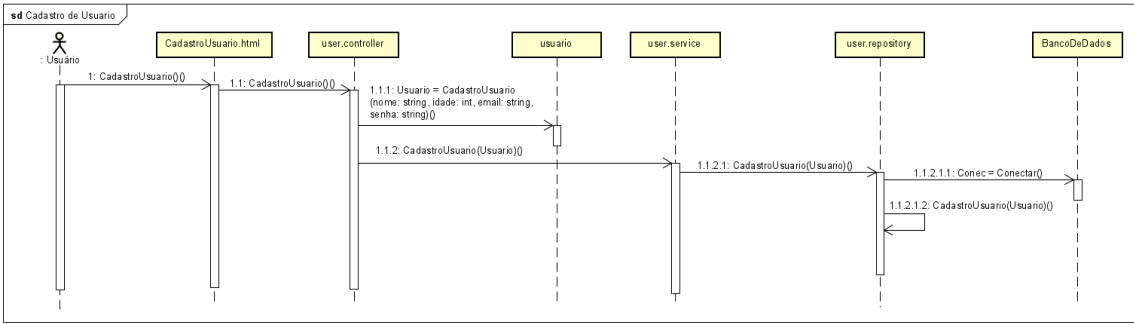 sd Cadastro de Usuario
: Usuário
CadastroUsuario.html
user.controller
usuario
user.service
user.repository
BancoDeDados
1: CadastroUsuario()()
1.1: CadastroUsuario()()
1.1.1: Usuario = CadastroUsuario
(nome: string, idade: int, email: string,
senha: string)()
1.1.2: CadastroUsuario(Usuario)()
1.1.2.1: CadastroUsuario(Usuario)()
1.1.2.1.1: Conec = Conectar()
1.1.2.1.2: CadastroUsuario(Usuario)()